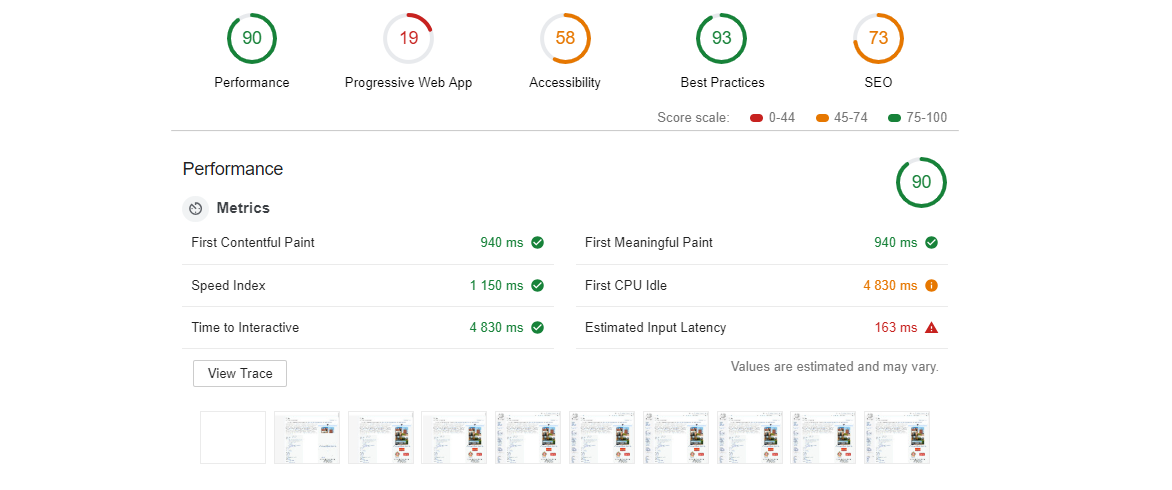 90 19 58 93 73
Performance Progressive Web App Accessibility Best Practices SEO
Score scale: 0-44 45-74 75-100
Performance
90
Metrics
First Contentful Paint 940 ms First Meaningful Paint 940 ms
Speed Index 1 150 ms First CPU Idle 4 830 ms
Time to Interactive 4 830 ms Estimated Input Latency 163 ms
View Trace Values are estimated and may vary.